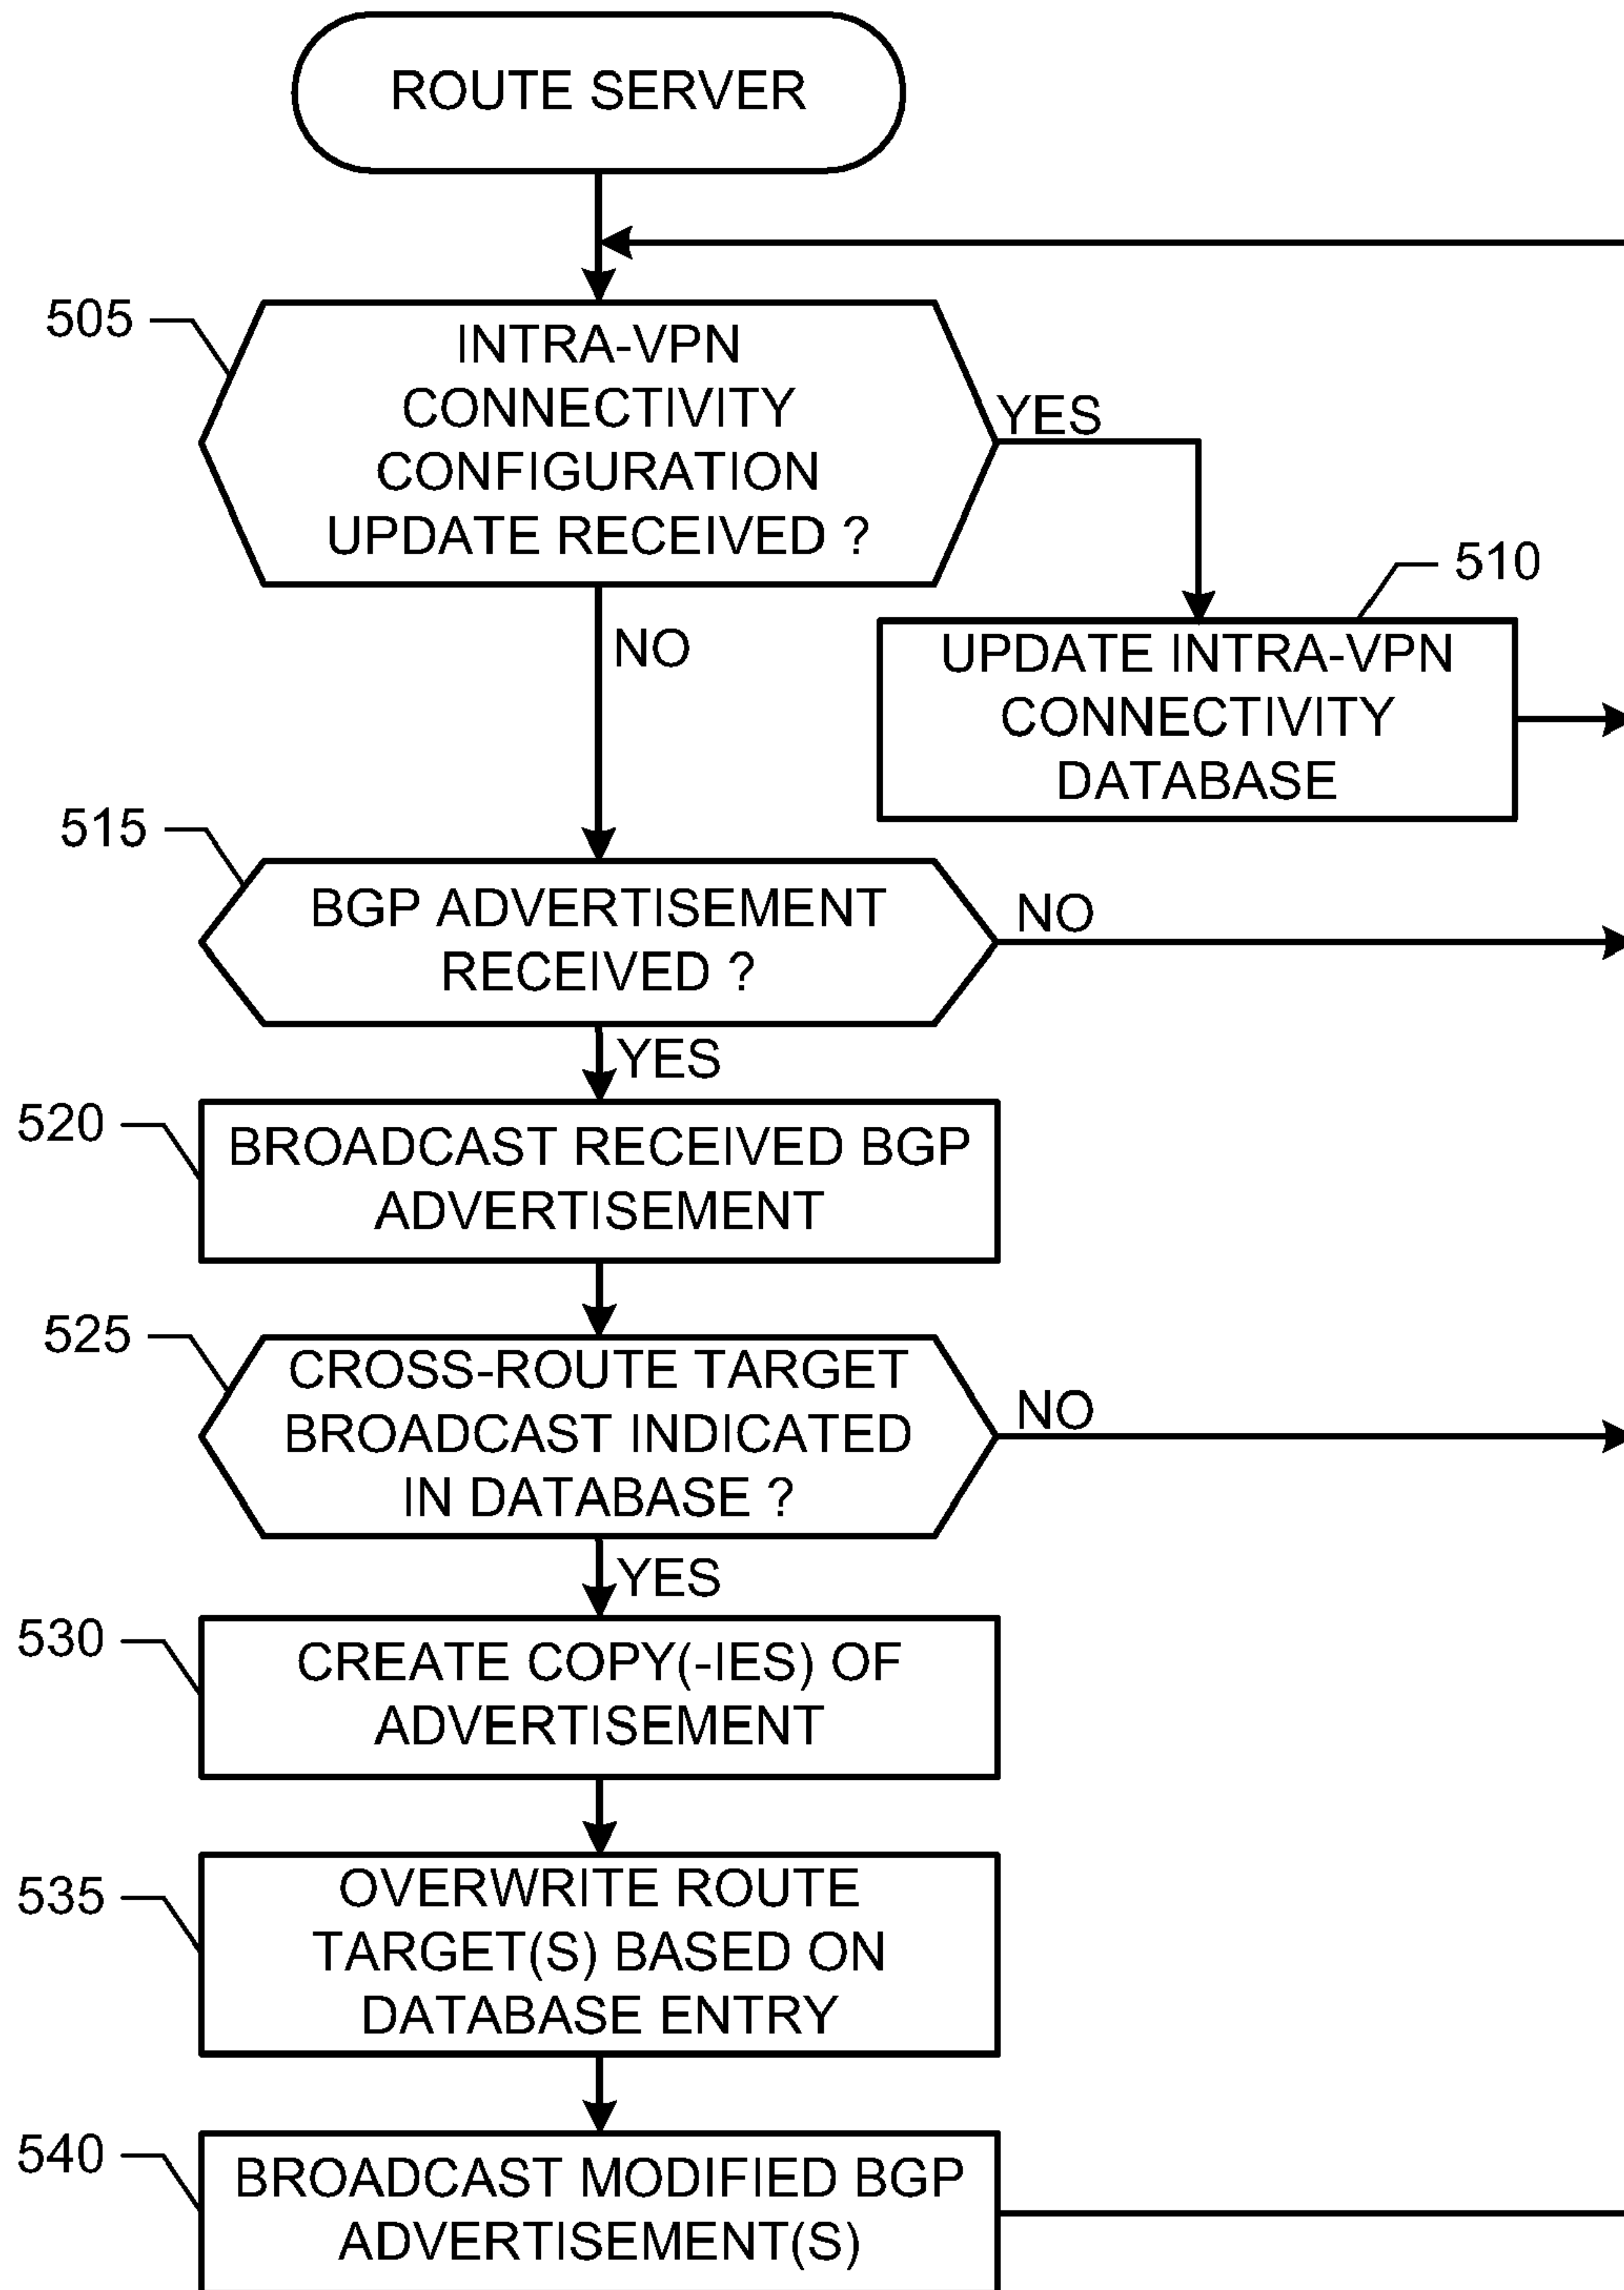 ROUTE SERVER
505
INTRA-VPN
CONNECTIVITY
CONFIGURATION
UPDATE RECEIVED ?
YES
NO
510
UPDATE INTRA-VPN
CONNECTIVITY
DATABASE
515
BGP ADVERTISEMENT
RECEIVED ?
NO
YES
520
BROADCAST RECEIVED BGP
ADVERTISEMENT
525
CROSS-ROUTE TARGET
BROADCAST INDICATED
IN DATABASE ?
NO
YES
530
CREATE COPY(-IES) OF
ADVERTISEMENT
535
OVERWRITE ROUTE
TARGET(S) BASED ON
DATABASE ENTRY
540
BROADCAST MODIFIED BGP
ADVERTISEMENT(S)